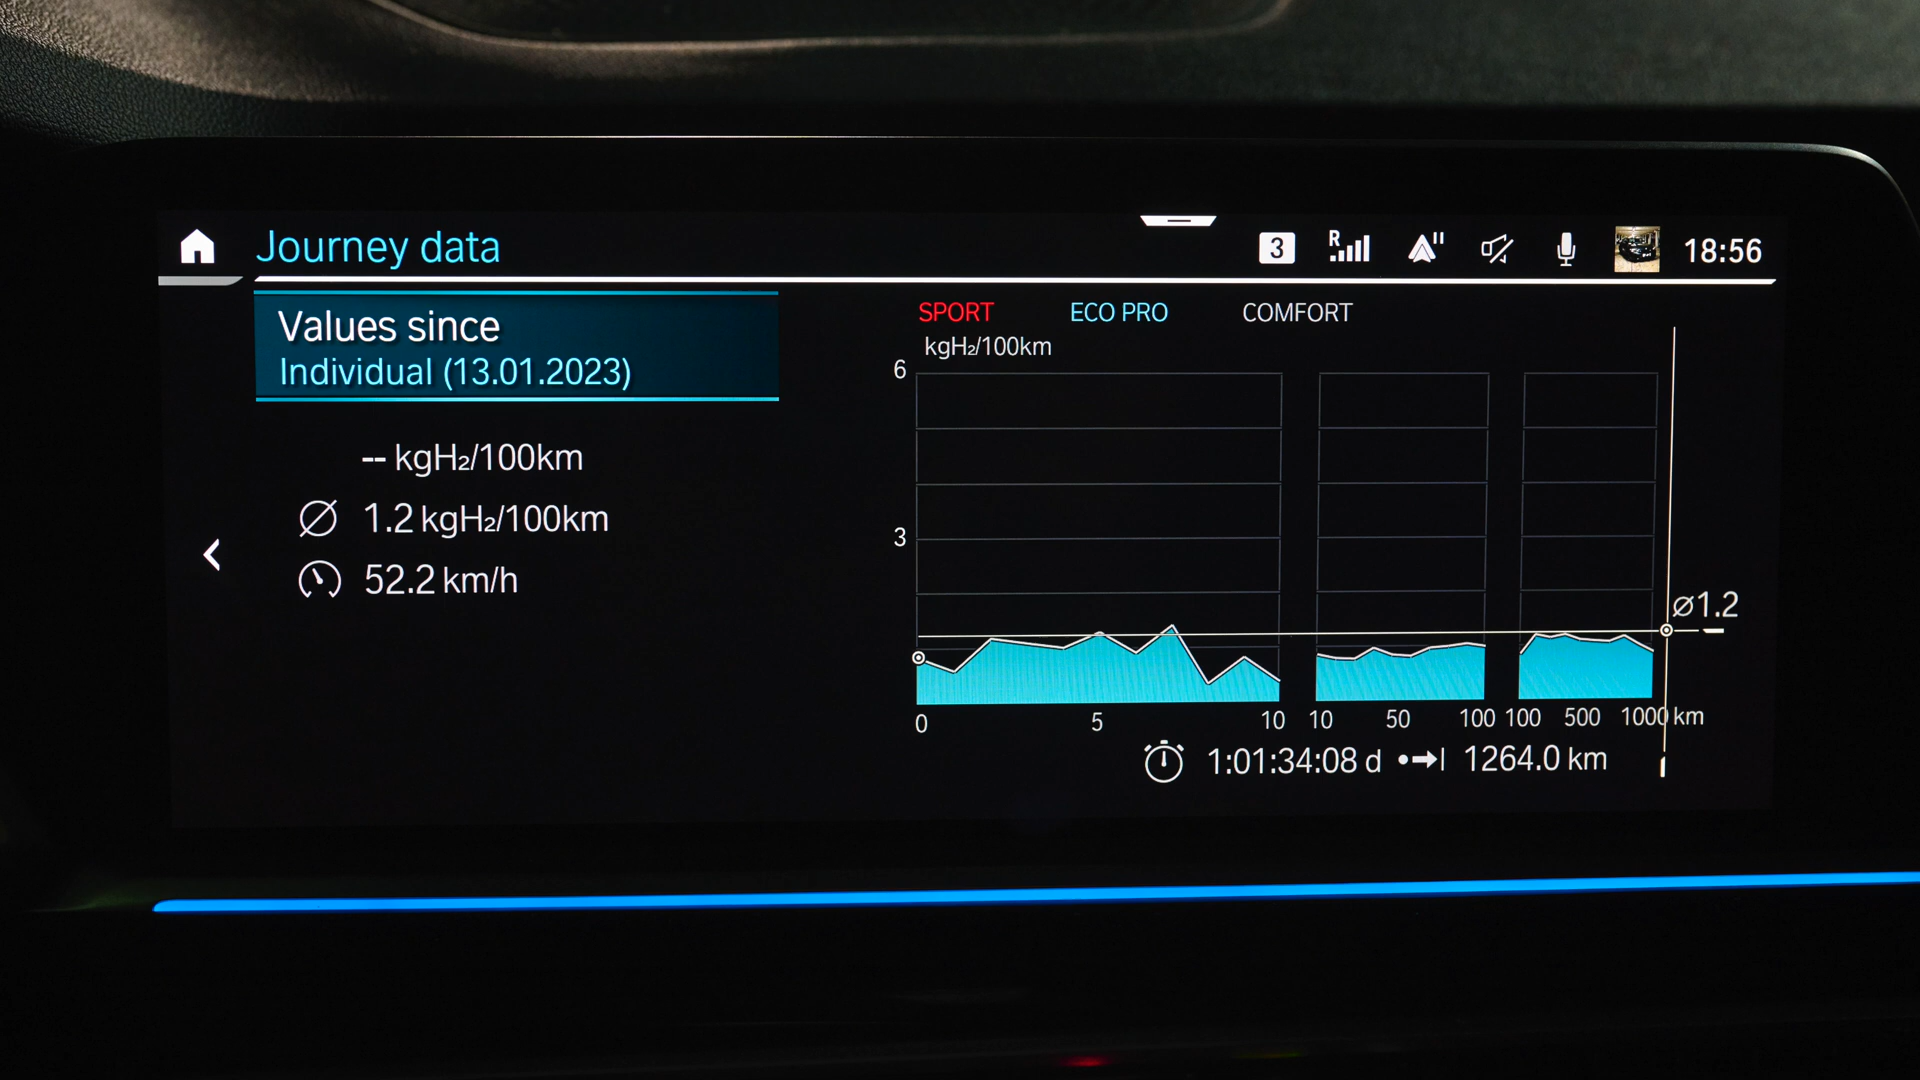 Journey data
3
R
18:56
Values since
Individual (13.01.2023)
-- kgH₂/100km
Ø 1.2 kgH₂/100km
52.2 km/h
SPORT ECO PRO COMFORT
kgH₂/100km
6
3
Ø1.2
0 5 10 10 50 100 100 500 1000 km
1:01:34:08 d 1264.0 km